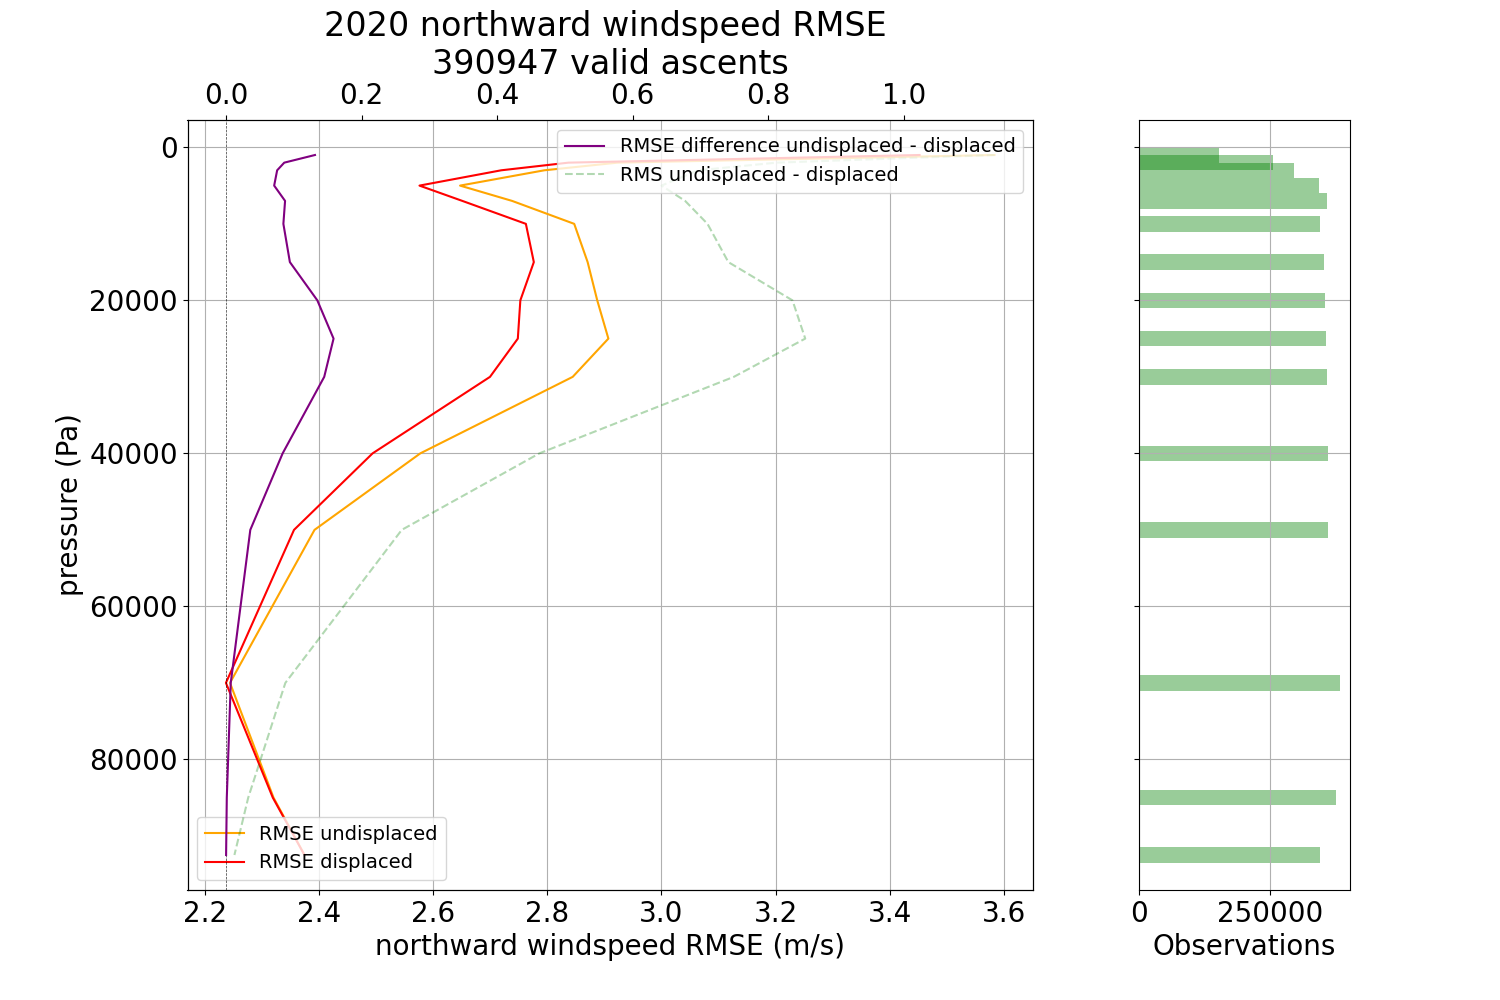 2020 northward windspeed RMSE
390947 valid ascents
0.0 0.2 0.4 0.6 0.8 1.0
RMSE difference undisplaced - displaced
RMS undisplaced - displaced
0
20000
40000
60000
80000
pressure (Pa)
RMSE undisplaced
RMSE displaced
2.2 2.4 2.6 2.8 3.0 3.2 3.4 3.6
northward windspeed RMSE (m/s)
0 250000
Observations